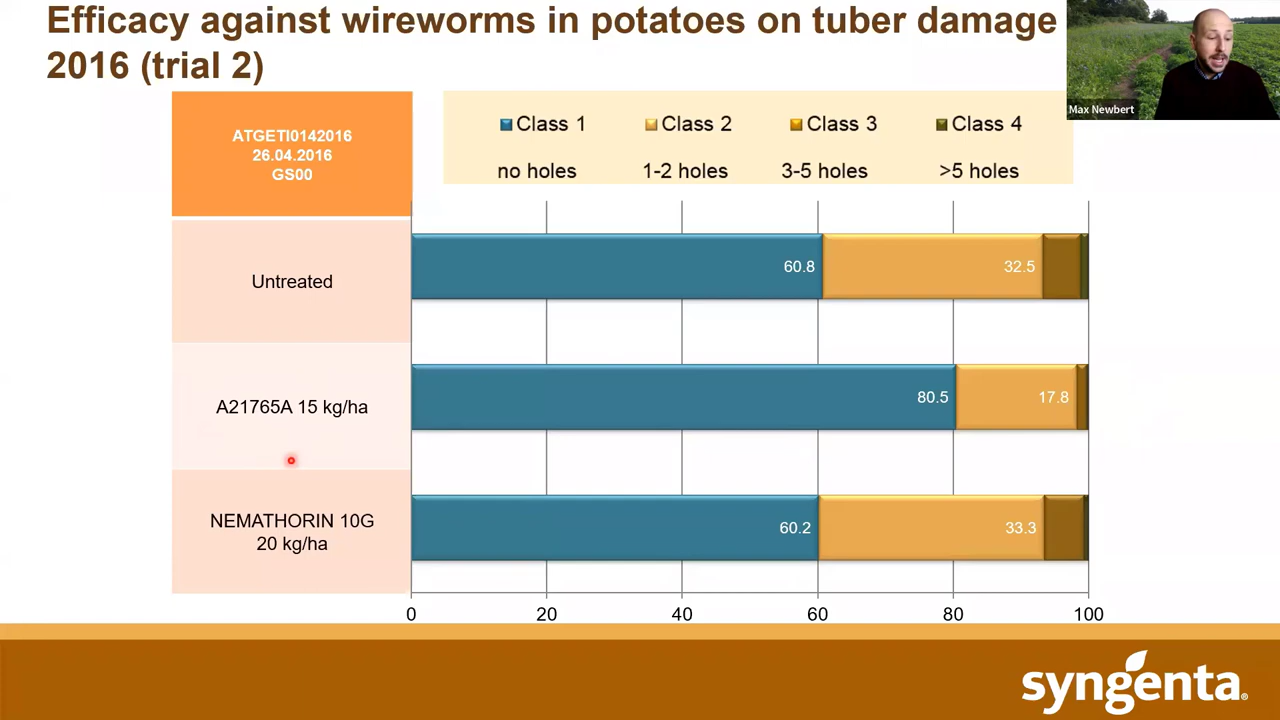 Efficacy against wireworms in potatoes on tuber damage
2016 (trial 2)
Max Newbert
ATGETI0142016
26.04.2016
GS00
Class 1
Class 2
Class 3
Class 4
no holes
1-2 holes
3-5 holes
>5 holes
Untreated
60.8
32.5
A21765A 15 kg/ha
80.5
17.8
NEMATHORIN 10G
20 kg/ha
60.2
33.3
0
20
40
60
80
100
syngenta®